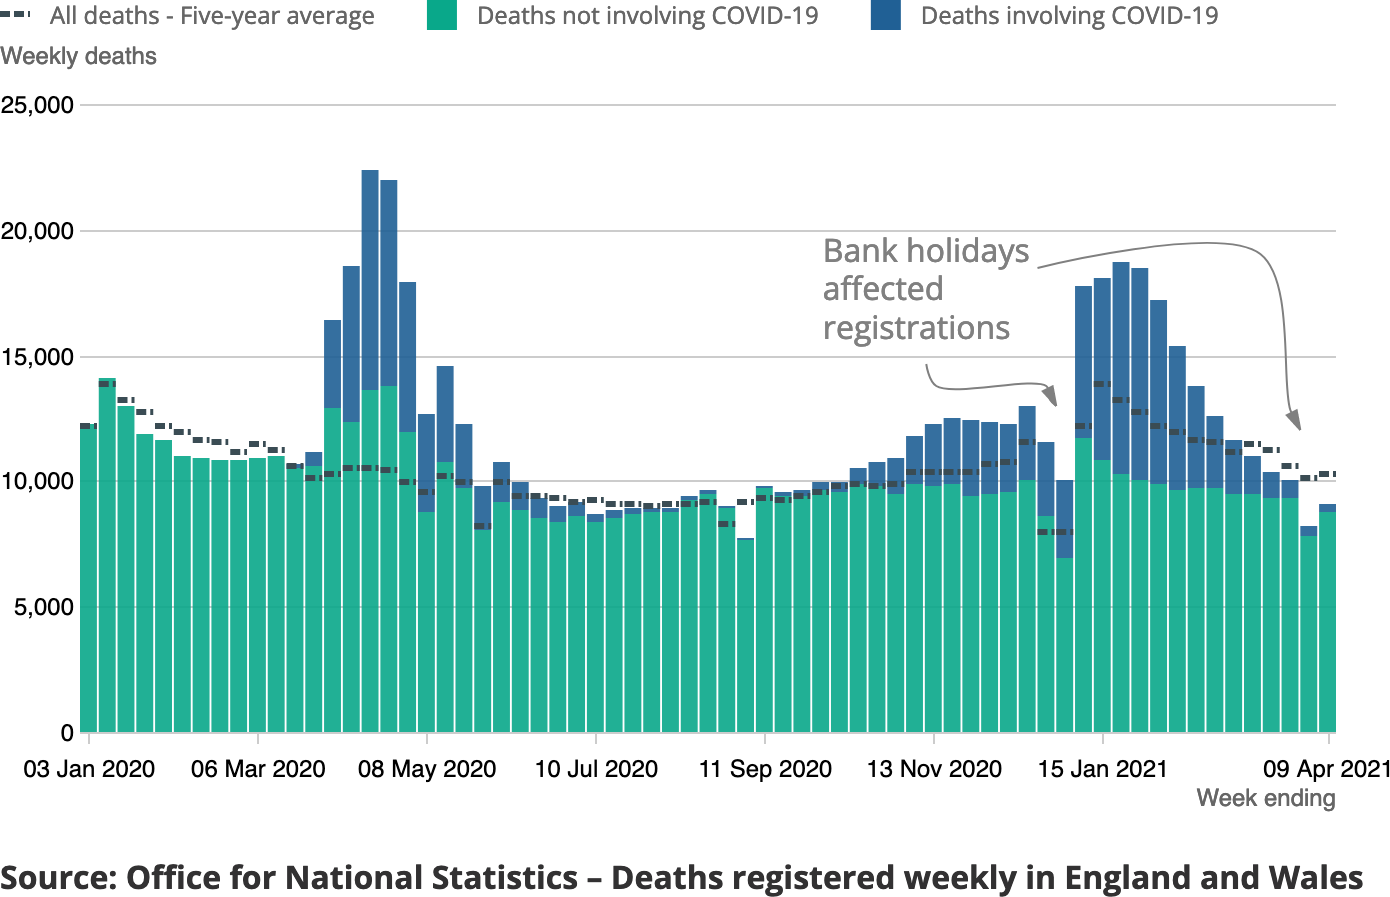 All deaths - Five-year average Deaths not involving COVID-19 Deaths involving COVID-19
Weekly deaths
25,000
20,000
Bank holidays
affected
registrations
15,000
10,000
5,000
0
03 Jan 2020 06 Mar 2020 08 May 2020 10 Jul 2020 11 Sep 2020 13 Nov 2020 15 Jan 2021 09 Apr 2021
Week ending
Source: Office for National Statistics – Deaths registered weekly in England and Wales